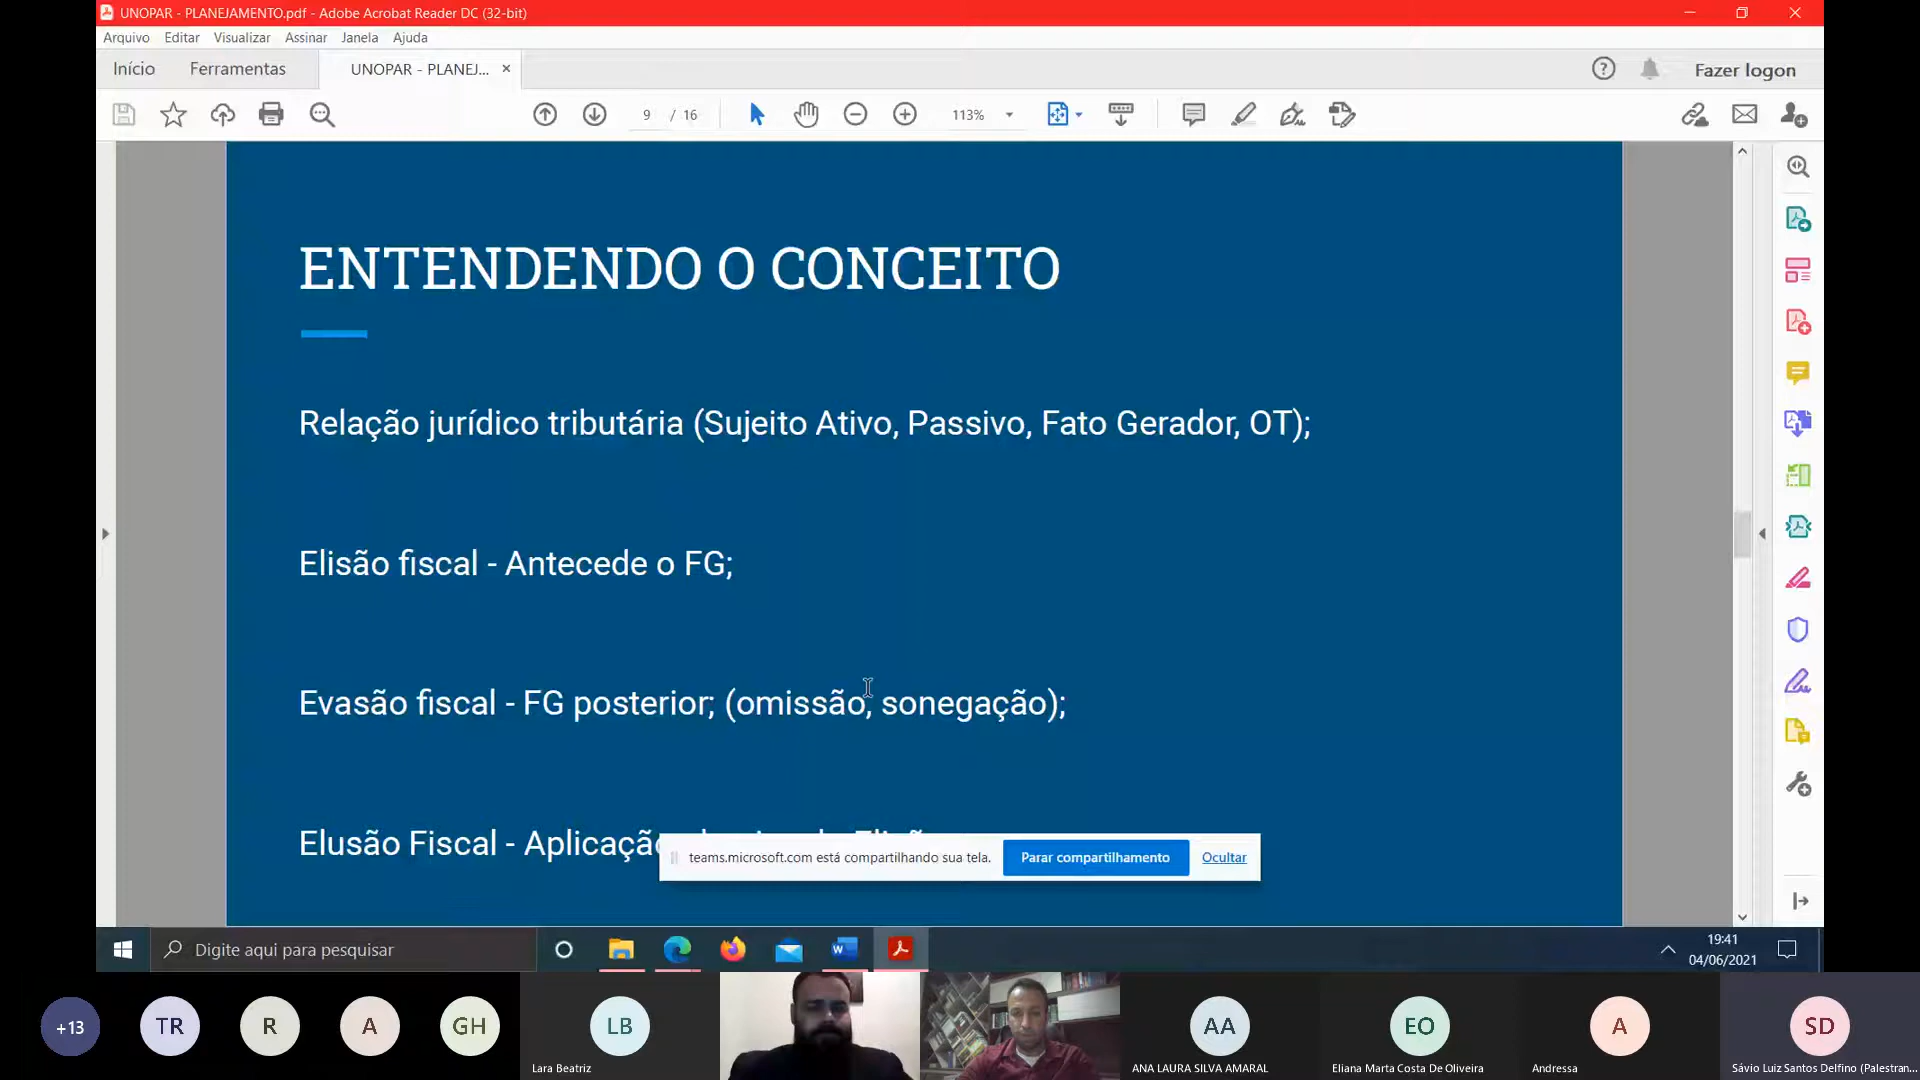 UNOPAR - PLANEJAMENTO.pdf - Adobe Acrobat Reader DC (32-bit)
Arquivo Editar Visualizar Assinar Janela Ajuda
Início Ferramentas UNOPAR - PLANEJ... Fazer logon
9 / 16 113%
ENTENDENDO O CONCEITO
Relação jurídico tributária (Sujeito Ativo, Passivo, Fato Gerador, OT);
Elisão fiscal - Antecede o FG;
Evasão fiscal - FG posterior; (omissão, sonegação);
Elusão Fiscal - Aplicação
teams.microsoft.com está compartilhando sua tela. Parar compartilhamento Ocultar
Digite aqui para pesquisar
19:41
04/06/2021
+13 TR R A GH LB AA EO A SD
Lara Beatriz ANA LAURA SILVA AMARAL Eliana Marta Costa De Oliveira Andressa Sávio Luiz Santos Delfino (Palestran...